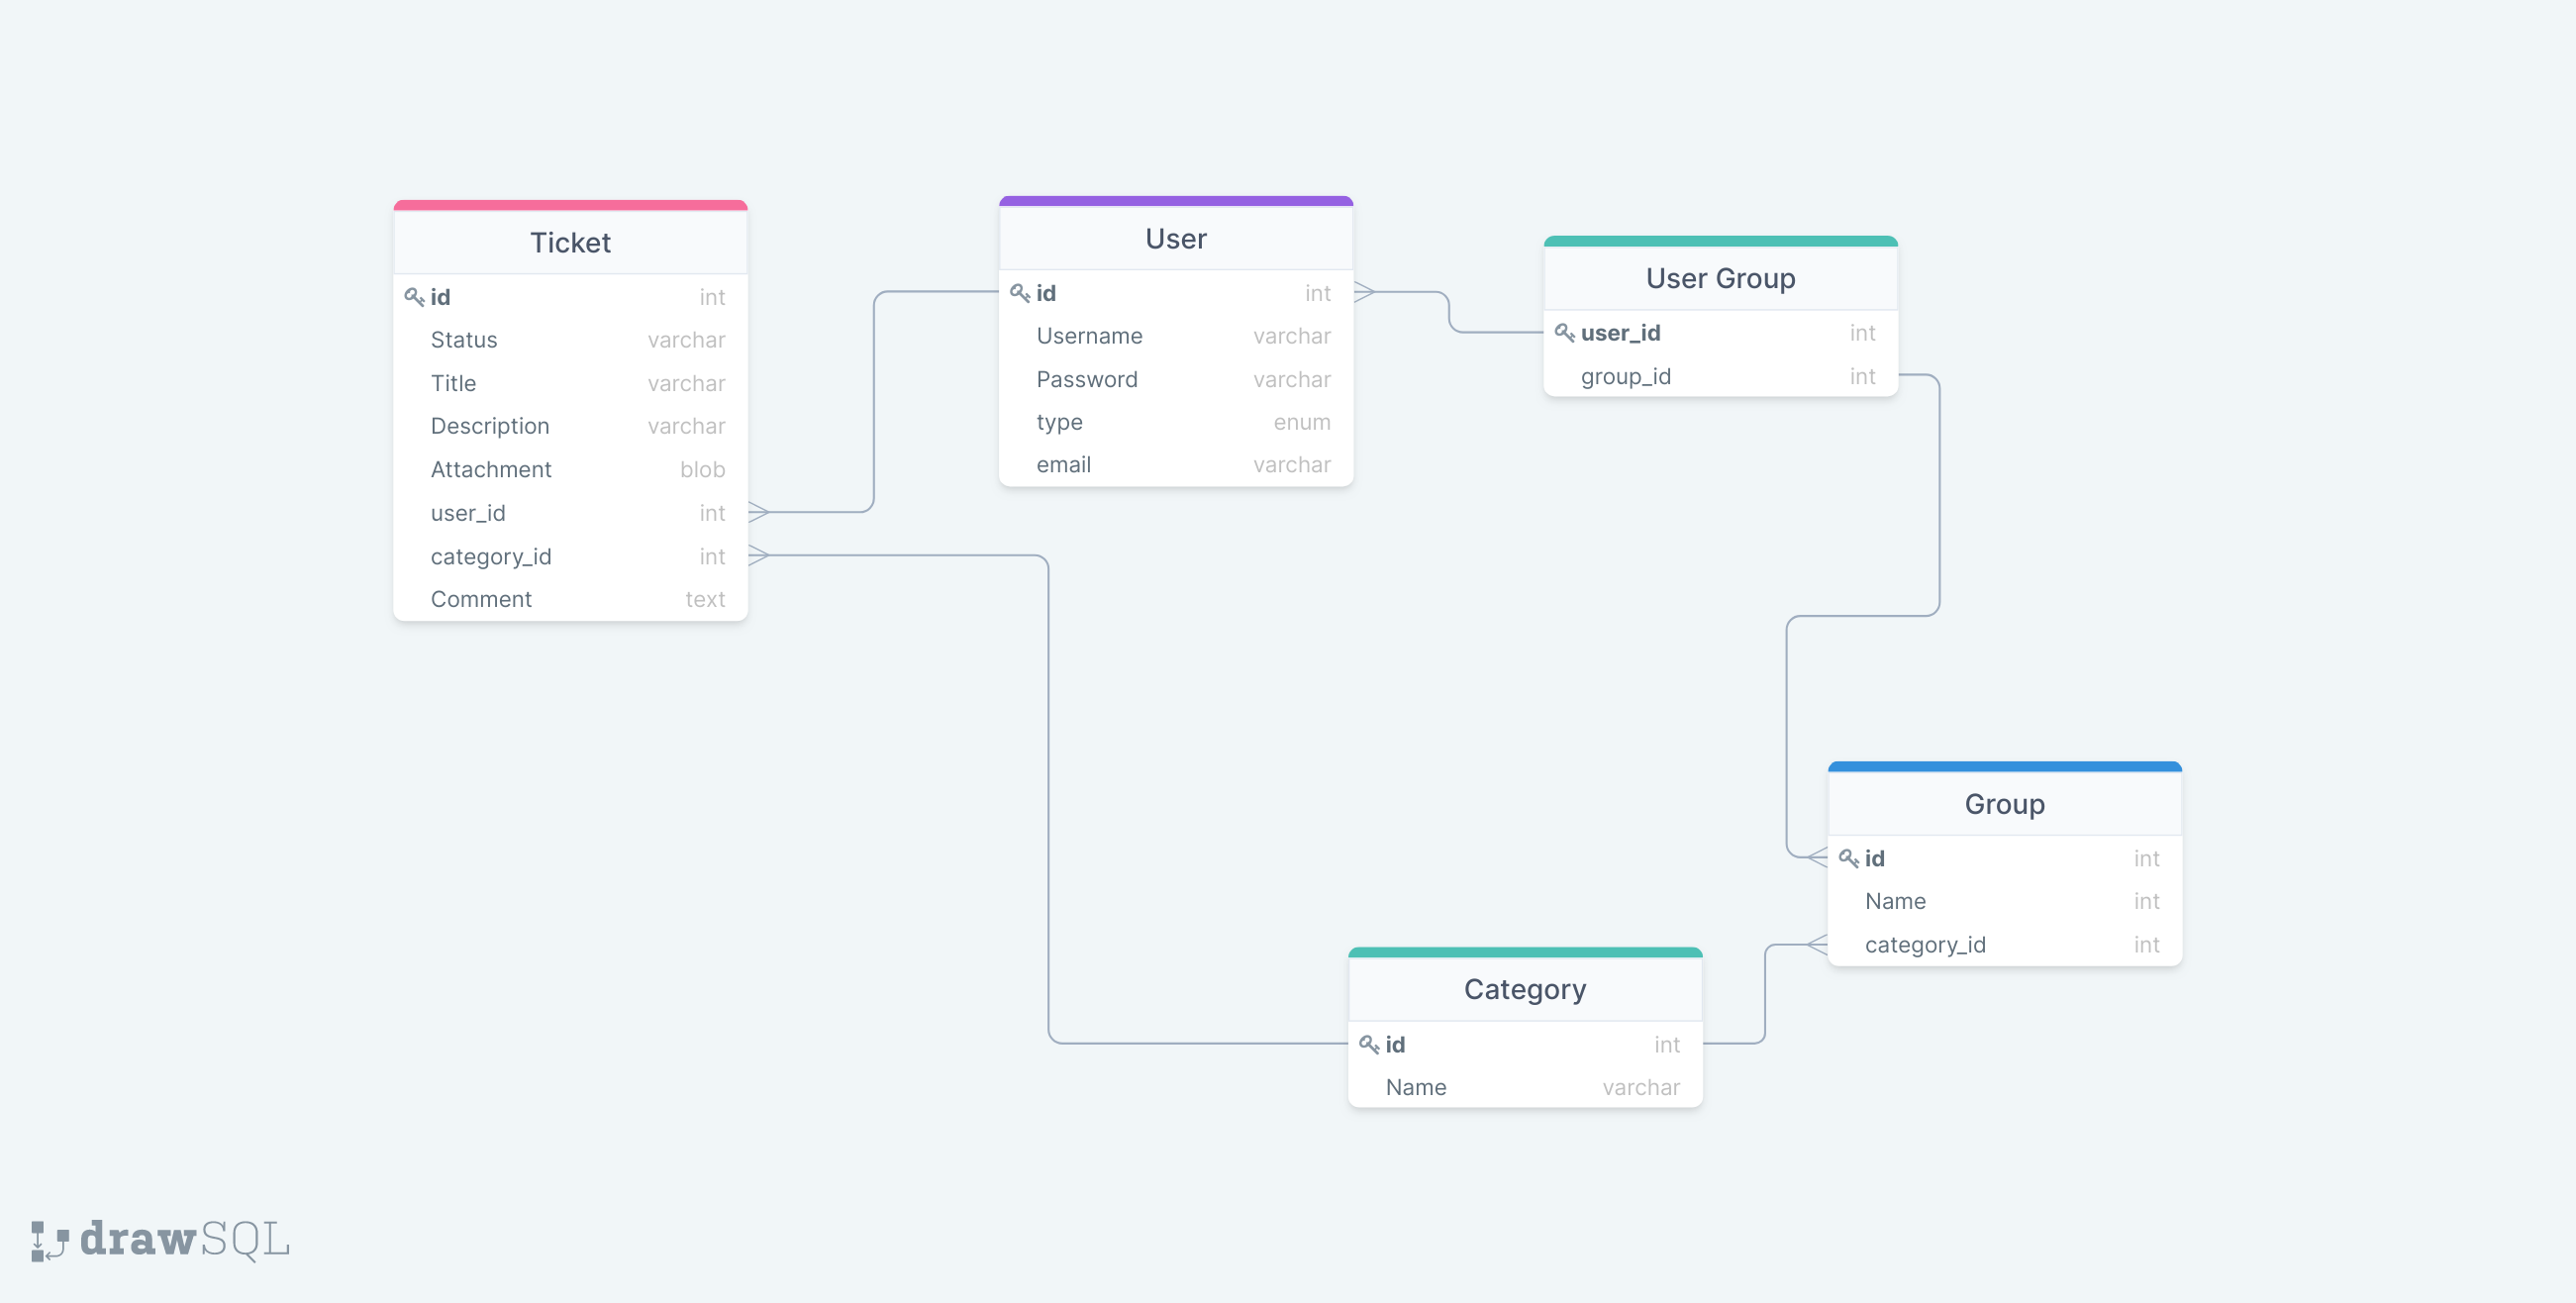 Ticket
id int
Status varchar
Title varchar
Description varchar
Attachment blob
user_id int
category_id int
Comment text
User
id int
Username varchar
Password varchar
type enum
email varchar
User Group
user_id int
group_id int
Group
id int
Name int
category_id int
Category
id int
Name varchar
drawSQL